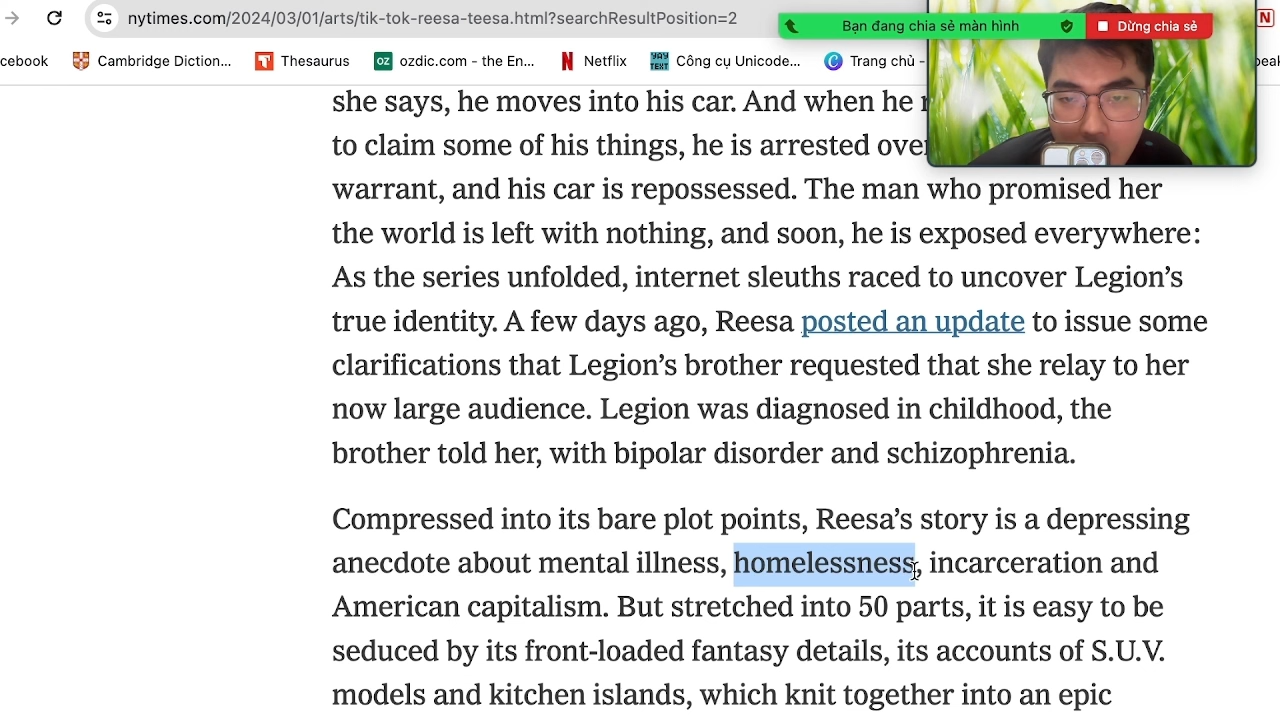 nytimes.com/2024/03/01/arts/tik-tok-reesa-teesa.html?searchResultPosition=2
Bạn đang chia sẻ màn hình
Dừng chia sẻ
N
cebook
Cambridge Diction...
T Thesaurus
OZ ozdic.com - the En...
N Netflix
YAY TEXT Công cụ Unicode...
C Trang chủ -
peak
she says, he moves into his car. And when he
to claim some of his things, he is arrested
warrant, and his car is repossessed. The man who promised her
the world is left with nothing, and soon, he is exposed everywhere:
As the series unfolded, internet sleuths raced to uncover Legion’s
true identity. A few days ago, Reesa posted an update to issue some
clarifications that Legion’s brother requested that she relay to her
now large audience. Legion was diagnosed in childhood, the
brother told her, with bipolar disorder and schizophrenia.
Compressed into its bare plot points, Reesa’s story is a depressing
anecdote about mental illness, homelessness, incarceration and
American capitalism. But stretched into 50 parts, it is easy to be
seduced by its front-loaded fantasy details, its accounts of S.U.V.
models and kitchen islands, which knit together into an epic